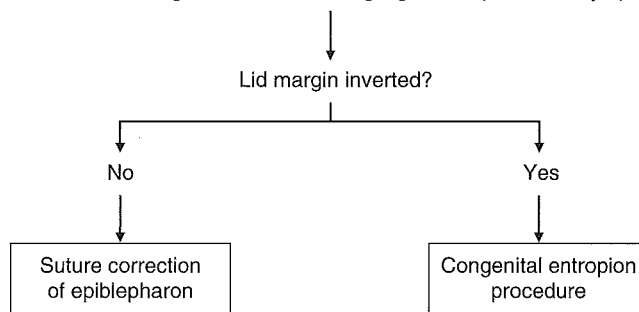 Lid margin inverted?
No
Yes
Suture correction
of epiblepharon
Congenital entropion
procedure